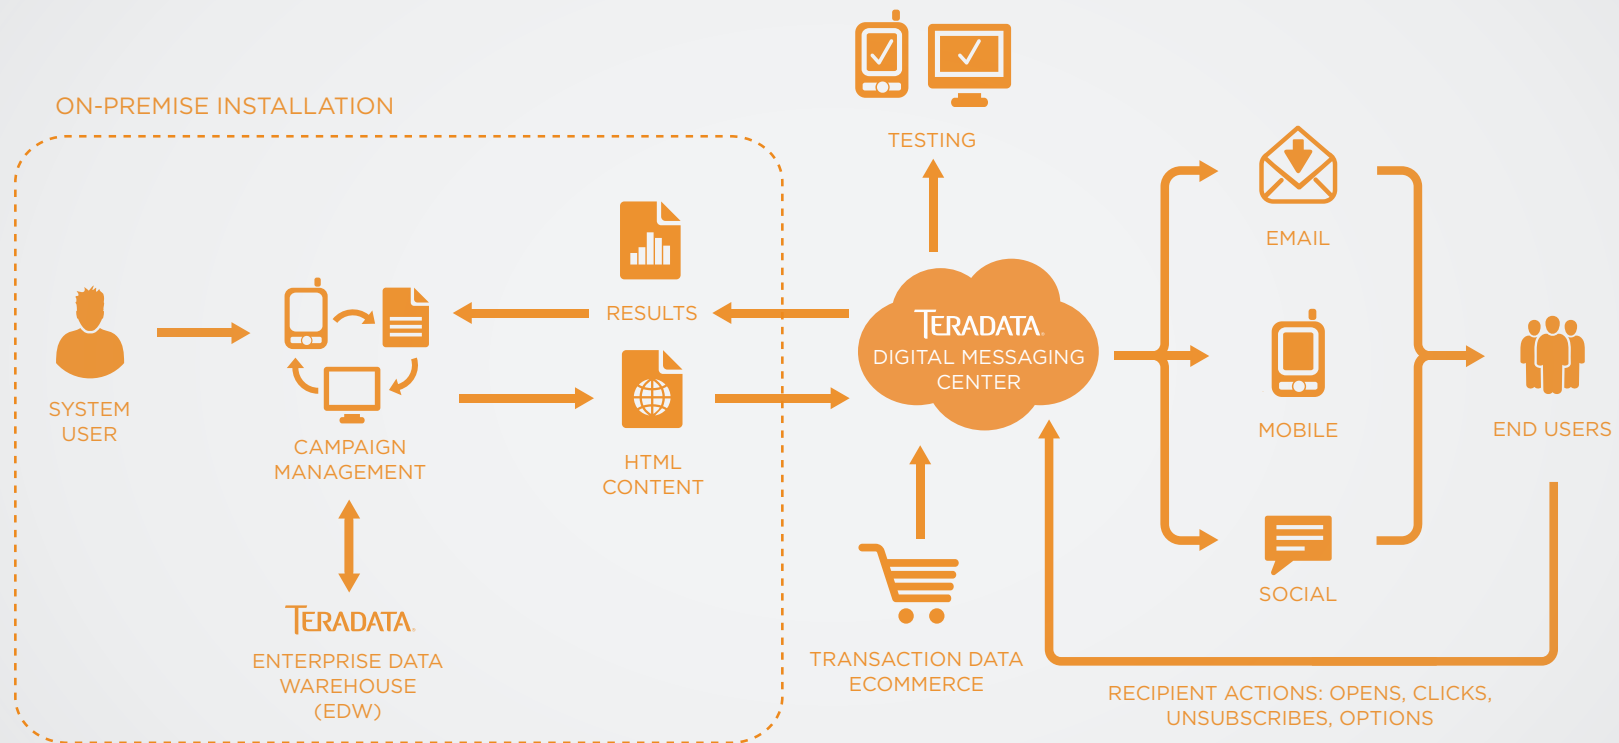 ON-PREMISE INSTALLATION
TESTING
EMAIL
RESULTS
TERADATA
DIGITAL MESSAGING
CENTER
SYSTEM
USER
CAMPAIGN
MANAGEMENT
HTML
CONTENT
MOBILE
END USERS
SOCIAL
TERADATA
ENTERPRISE DATA
WAREHOUSE
(EDW)
TRANSACTION DATA
ECOMMERCE
RECIPIENT ACTIONS: OPENS, CLICKS,
UNSUBSCRIBES, OPTIONS